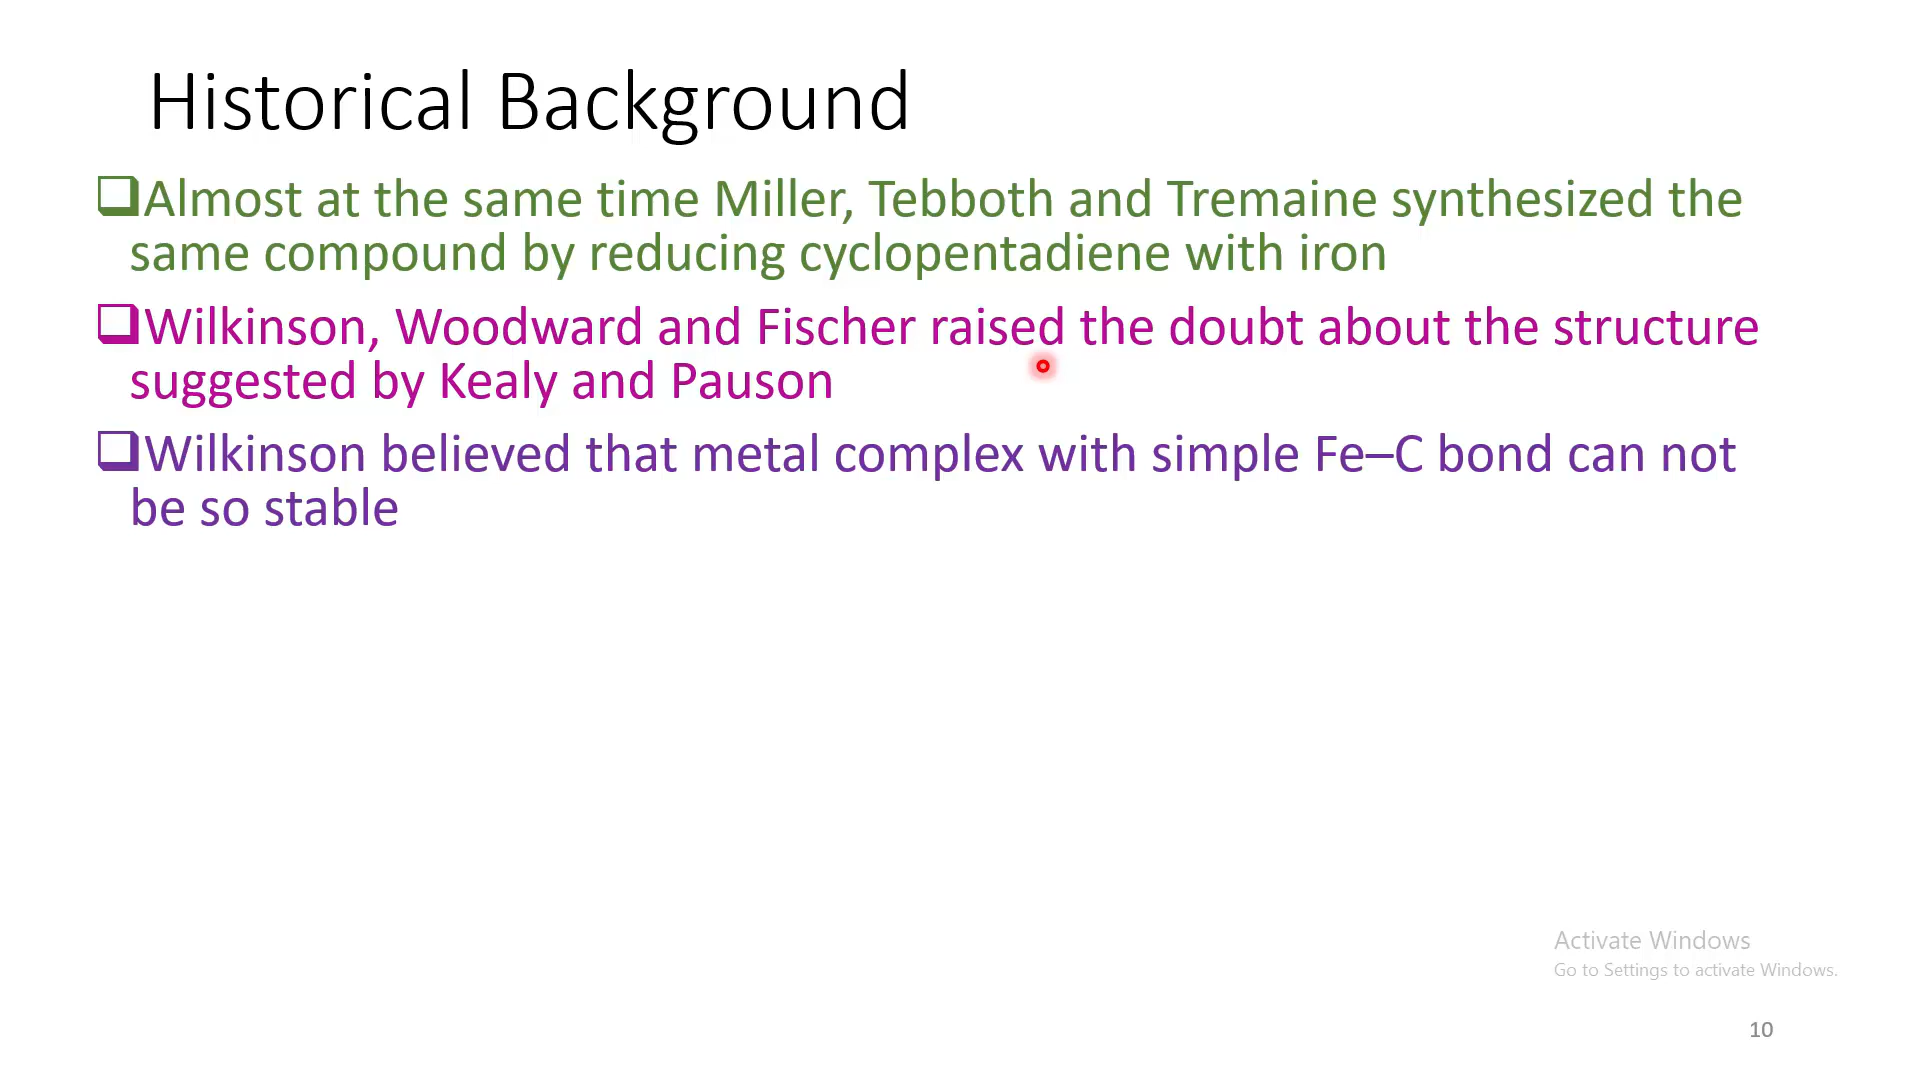 Historical Background
Almost at the same time Miller, Tebboth and Tremaine synthesized the
same compound by reducing cyclopentadiene with iron
Wilkinson, Woodward and Fischer raised the doubt about the structure
suggested by Kealy and Pauson
Wilkinson believed that metal complex with simple Fe–C bond can not
be so stable
Activate Windows
Go to Settings to activate Windows.
10